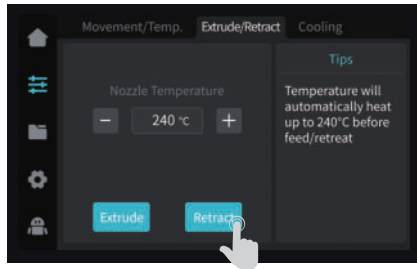 Movement/Temp. Extrude/Retract Cooling
Tips
Nozzle Temperature
- 240 °C +
Temperature will
automatically heat
up to 240°C before
feed/retreat
Extrude Retract